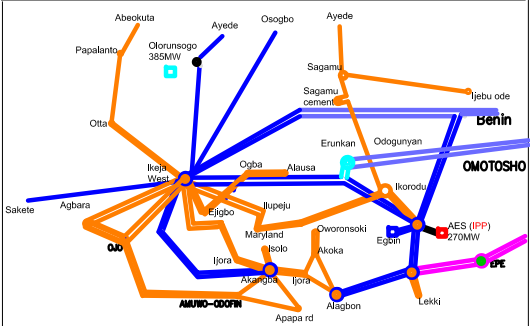 Abeokuta
Ayede
Osogbo
Ayede
Papalanto
Olorunsogo
385MW
Sagamu
Sagamu
cement
Ijebu ode
Benin
Otta
Erunkan
Odogunyan
OMOTOSHO
Ikeja
West
Ogba
Alausa
Ikorodu
Sakete
Agbara
Ejigbo
Ilupeju
Maryland
Oworonsoki
Egbin
AES (IPP)
270MW
OJO
Isolo
Akoka
Ijora
Akangba
Ijora
EPE
AMUWO-ODOFIN
Alagbon
Lekki
Apapa rd